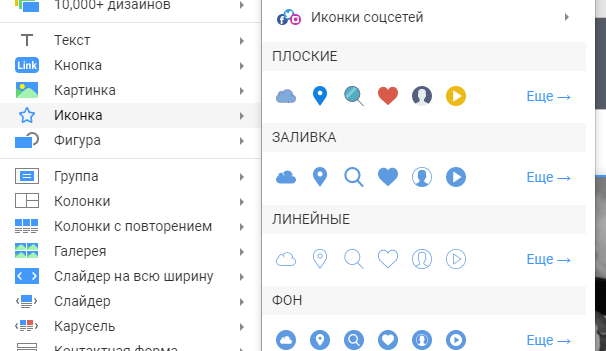 10,000+ дизайнов
Текст
Link Кнопка
Картинка
Иконка
Фигура
Группа
Колонки
Колонки с повторением
Галерея
Слайдер на всю ширину
Слайдер
Карусель
Контактная форма
Иконки соцсетей
ПЛОСКИЕ
Еще →
ЗАЛИВКА
Еще →
ЛИНЕЙНЫЕ
Еще →
ФОН
Еще →